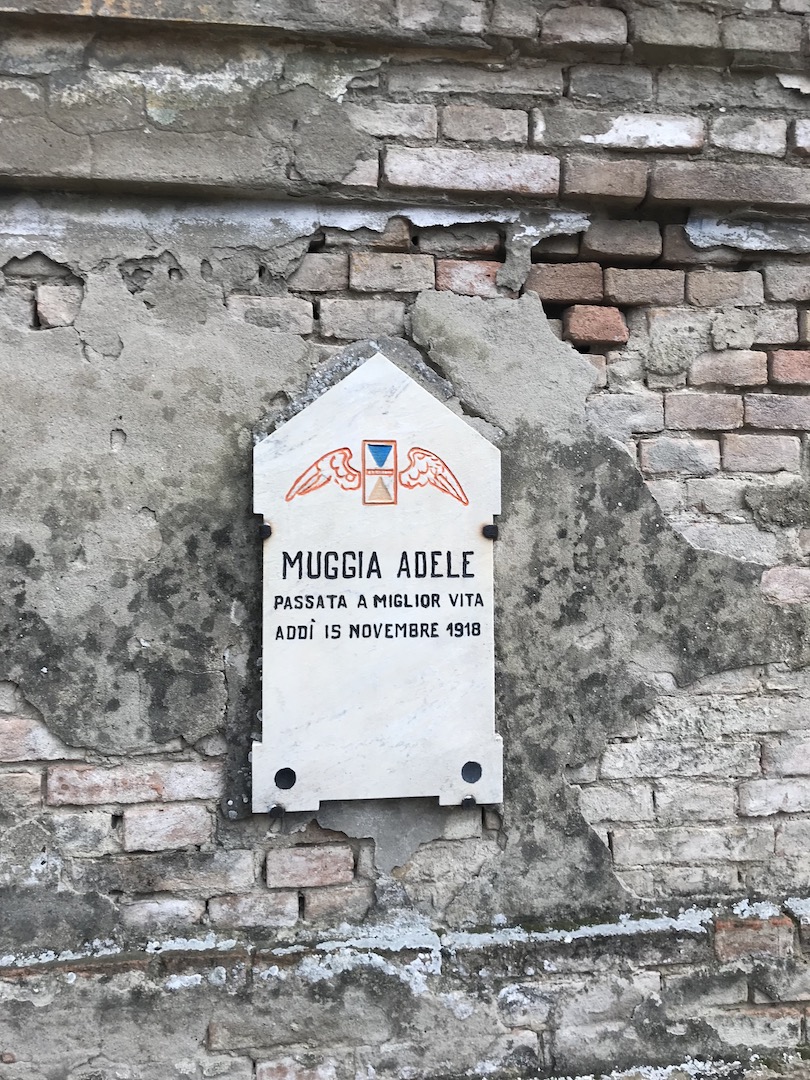 MUGGIA ADELE
PASSATA A MIGLIOR VITA
ADDÌ 15 NOVEMBRE 1918